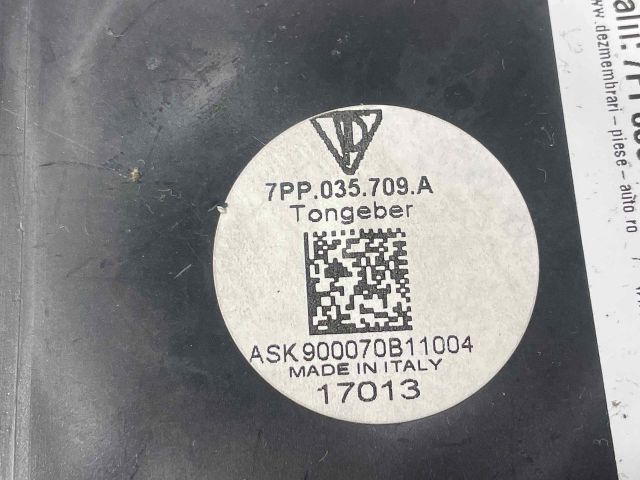 7PP.035.709.A
Tongeber
ASK900070B11004
MADE IN ITALY
17013
www.dezmembrari-piese-auto.ro